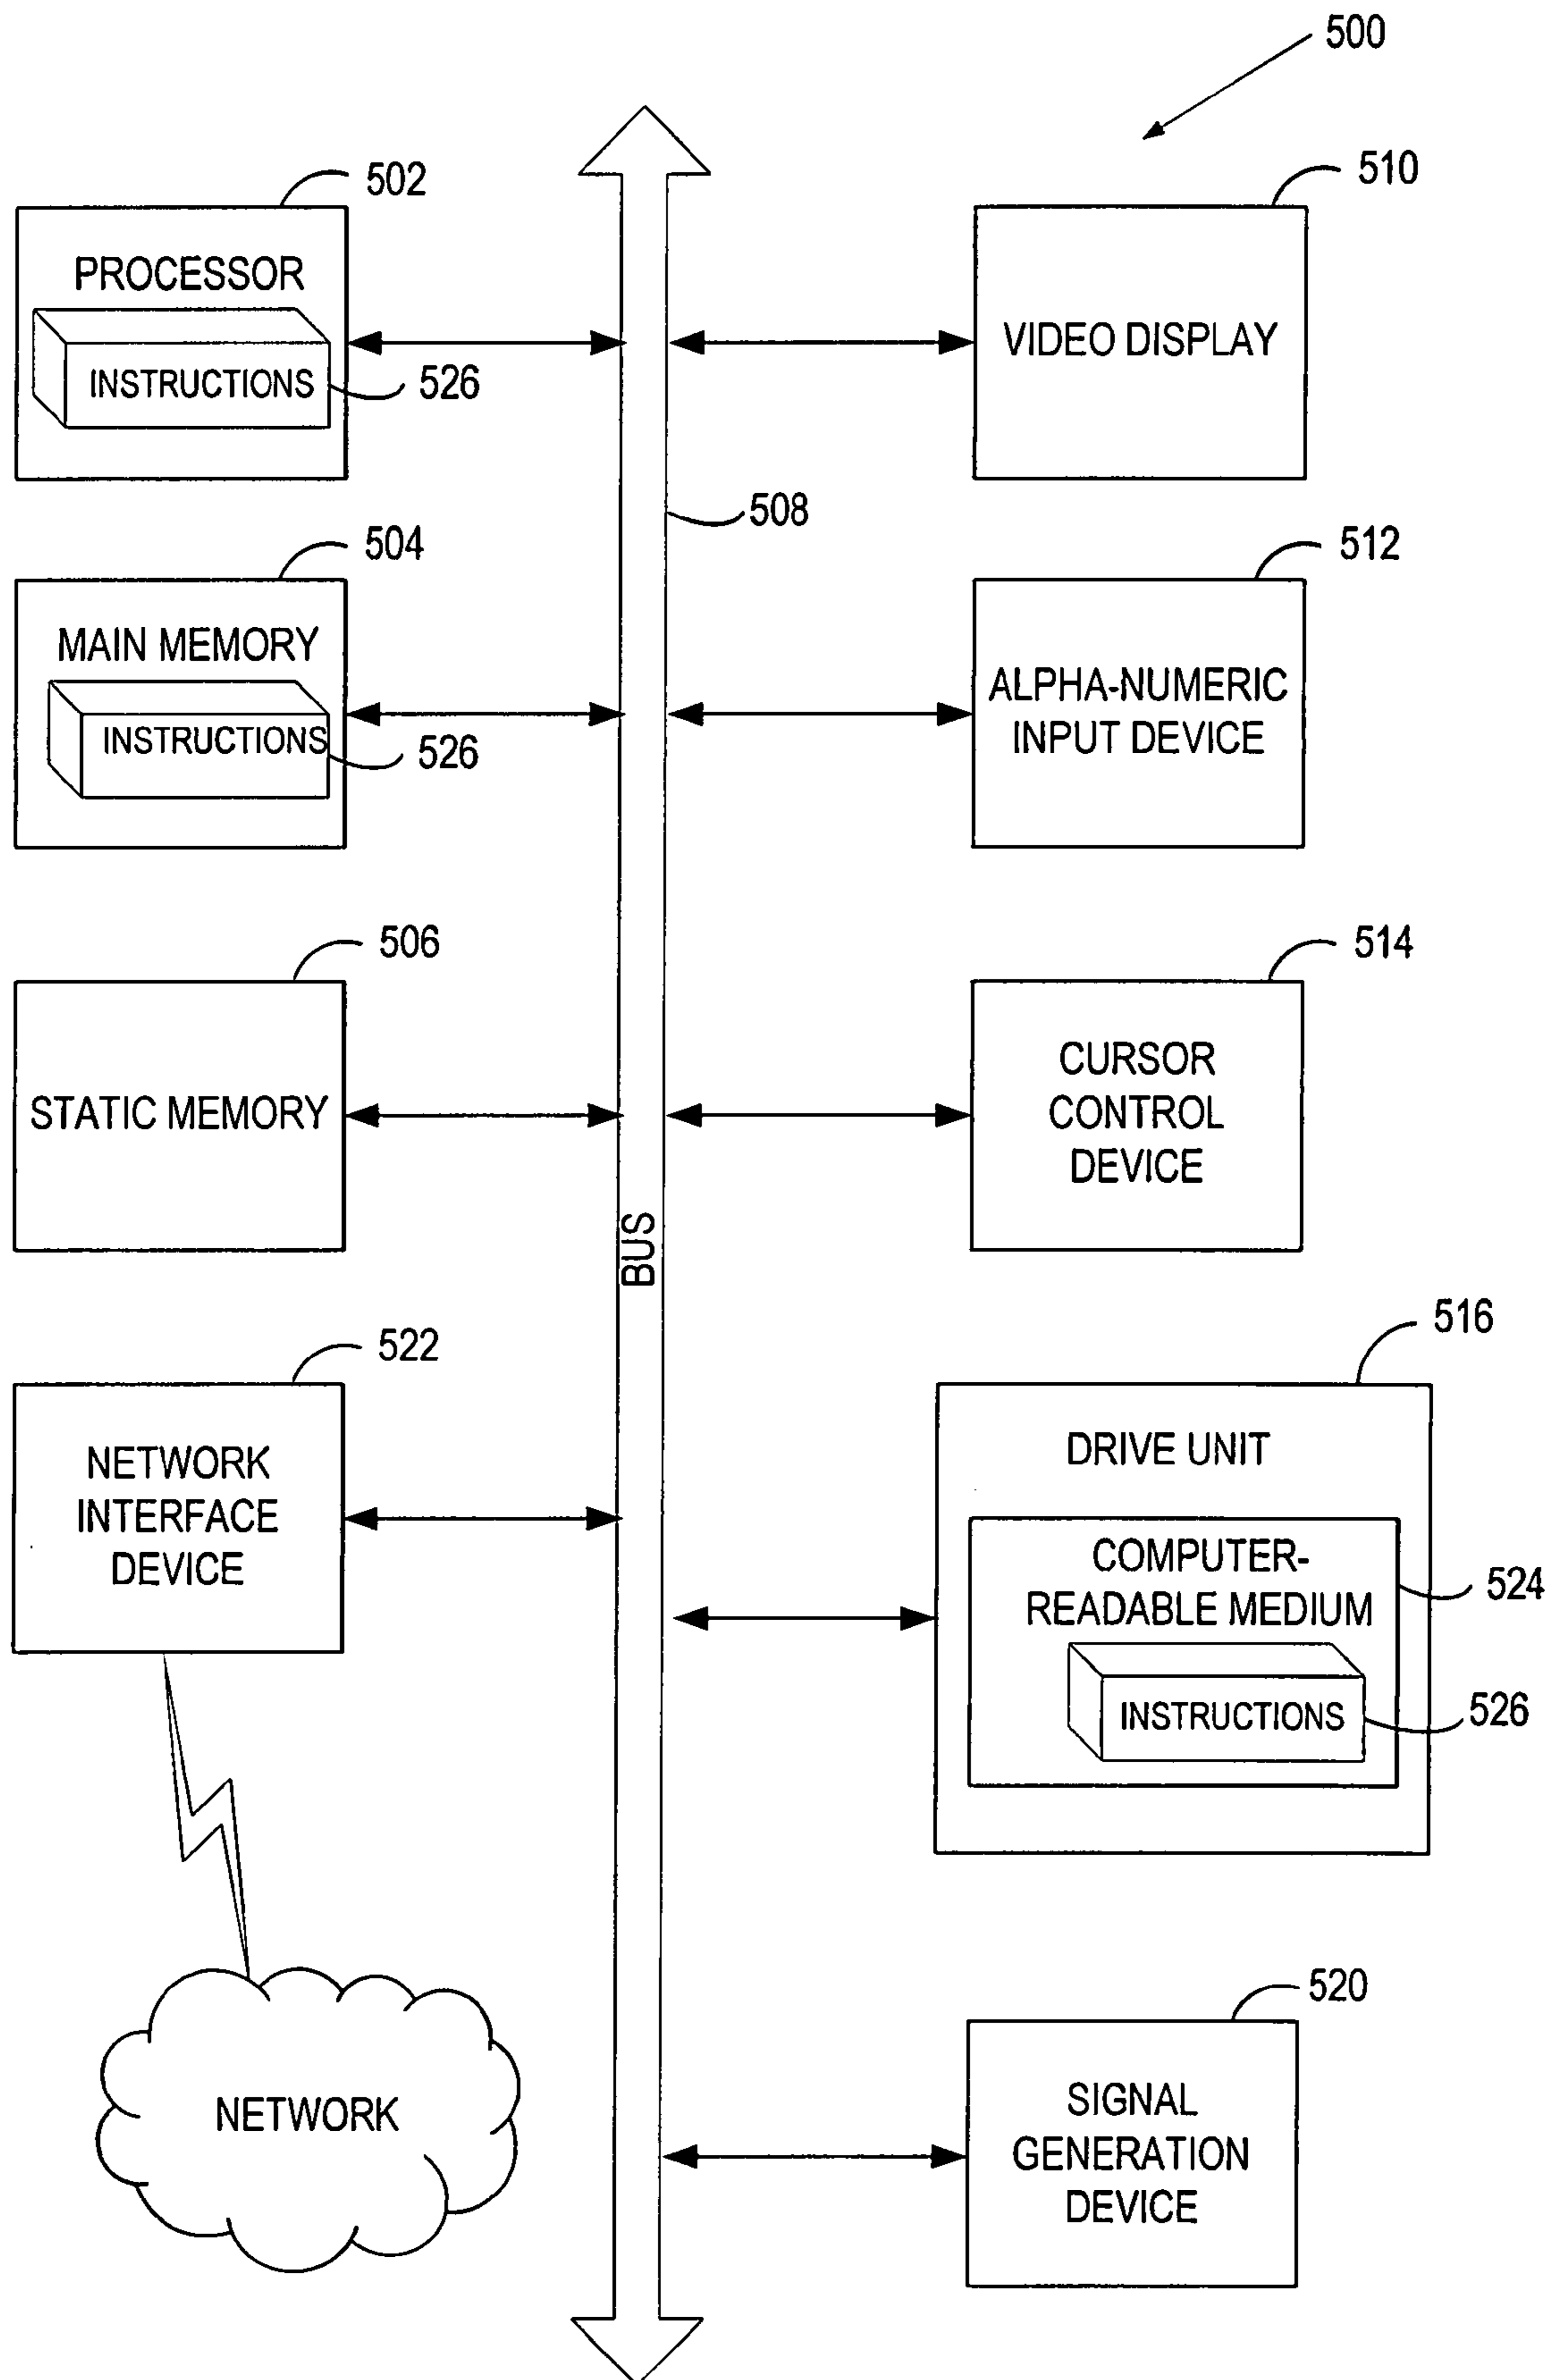 500
502
PROCESSOR
INSTRUCTIONS
526
510
VIDEO DISPLAY
508
504
MAIN MEMORY
INSTRUCTIONS
526
512
ALPHA-NUMERIC
INPUT DEVICE
506
STATIC MEMORY
514
CURSOR
CONTROL
DEVICE
BUS
522
NETWORK
INTERFACE
DEVICE
516
DRIVE UNIT
COMPUTER-
READABLE MEDIUM
524
INSTRUCTIONS
526
NETWORK
520
SIGNAL
GENERATION
DEVICE